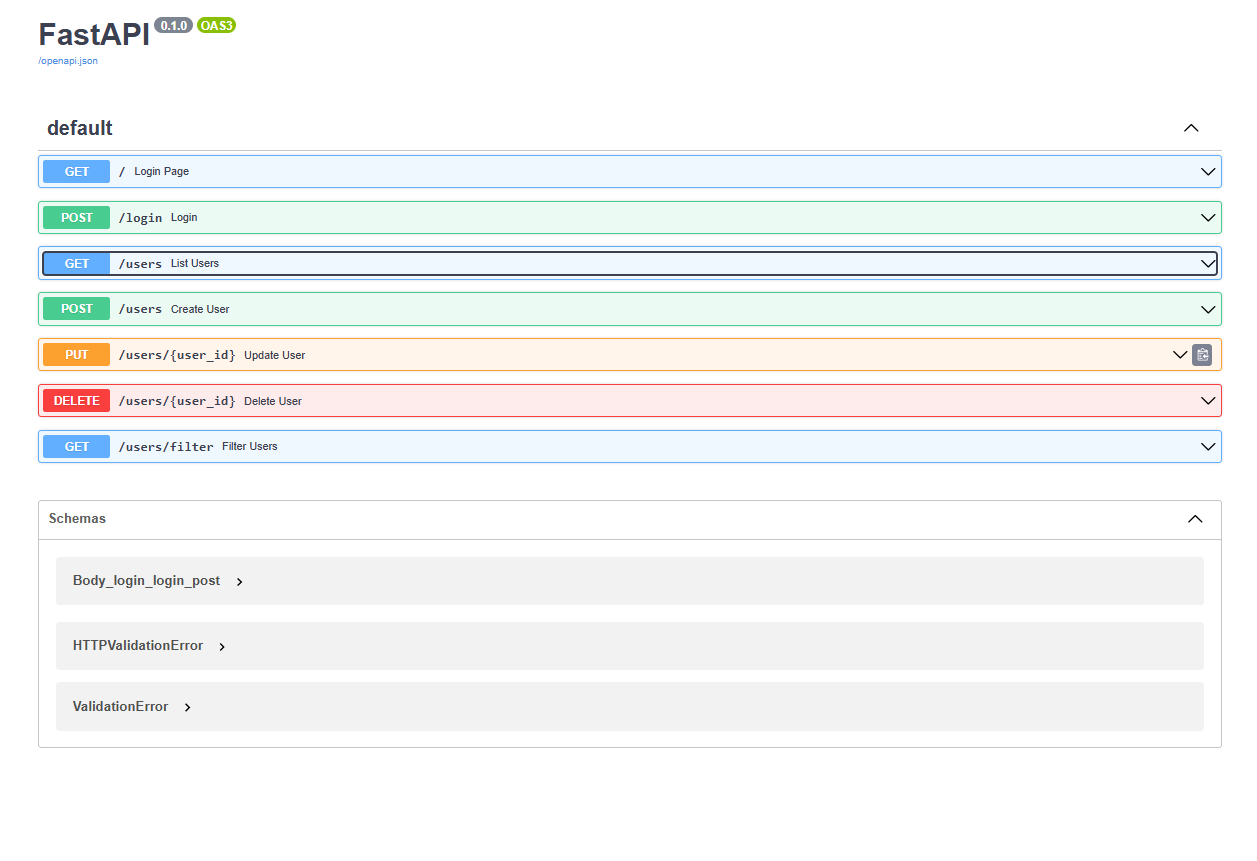 FastAPI 0.1.0 OAS3
/openapi.json
default
GET / Login Page
POST /login Login
GET /users List Users
POST /users Create User
PUT /users/{user_id} Update User
DELETE /users/{user_id} Delete User
GET /users/filter Filter Users
Schemas
Body_login_login_post
HTTPValidationError
ValidationError